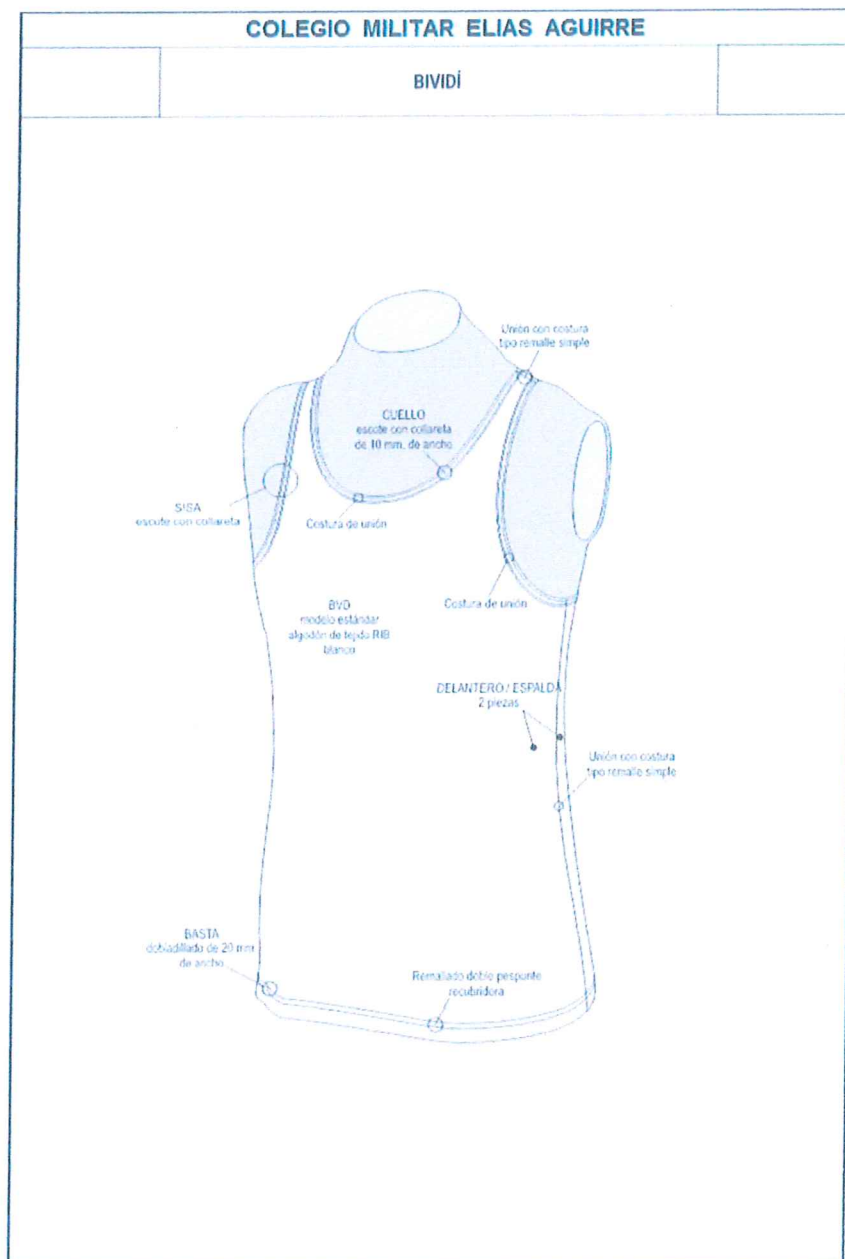 COLEGIO MILITAR ELIAS AGUIRRE
BIVIDÍ
Unión con costura
tipo remalle simple
CUELLO
escote con collareta
de 10 mm. de ancho
SISA
escote con collareta
Costura de unión
BVD
modelo estándar
algodón de tejido RIB
blanco
Costura de unión
DELANTERO / ESPALDA
2 piezas
Unión con costura
tipo remalle simple
BASTA
dobladillado de 20 mm.
de ancho
Remallado doble pespunte
recubridora